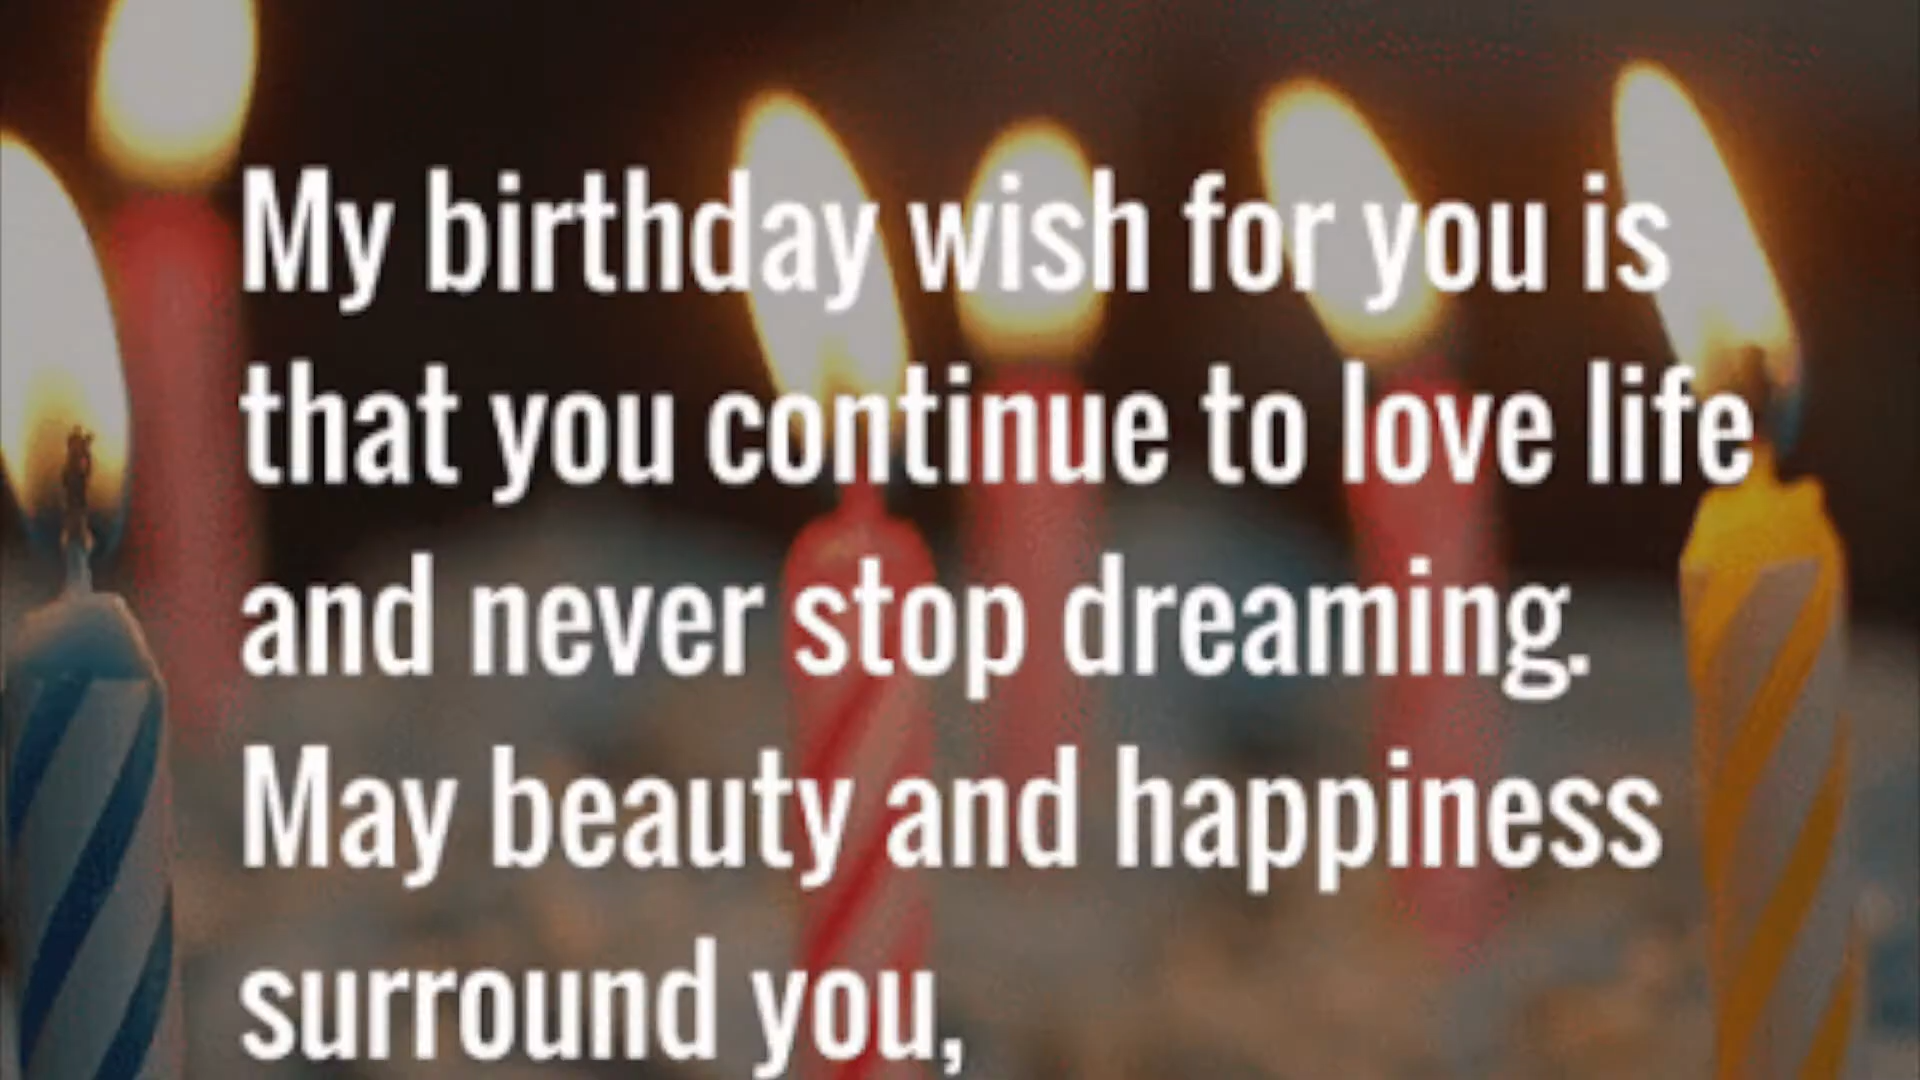 My birthday wish for you is
that you continue to love life
and never stop dreaming.
May beauty and happiness
surround you,